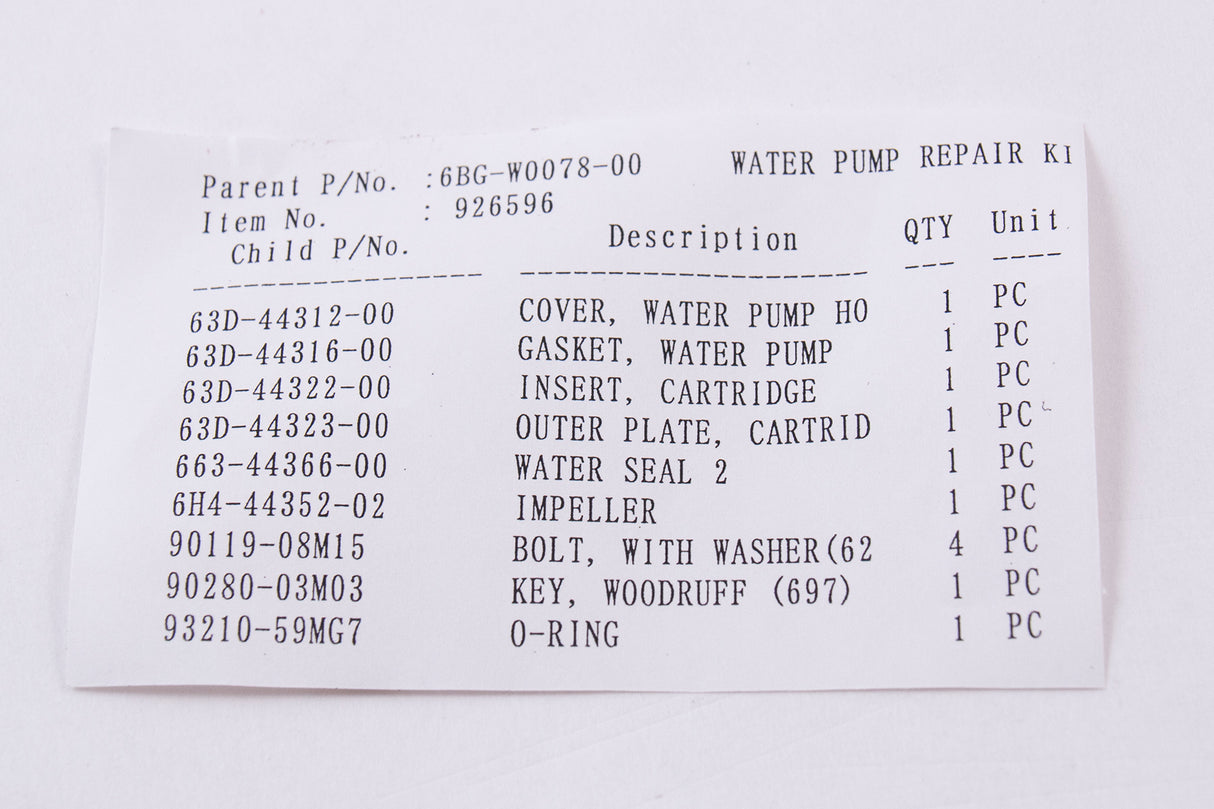 Parent P/No. :6BG-W0078-00 WATER PUMP REPAIR KI
Item No. : 926596
Child P/No. Description QTY Unit
63D-44312-00 COVER, WATER PUMP HO 1 PC
63D-44316-00 GASKET, WATER PUMP 1 PC
63D-44322-00 INSERT, CARTRIDGE 1 PC
63D-44323-00 OUTER PLATE, CARTRID 1 PC
663-44366-00 WATER SEAL 2 1 PC
6H4-44352-02 IMPELLER 1 PC
90119-08M15 BOLT, WITH WASHER(62 4 PC
90280-03M03 KEY, WOODRUFF (697) 1 PC
93210-59MG7 O-RING 1 PC